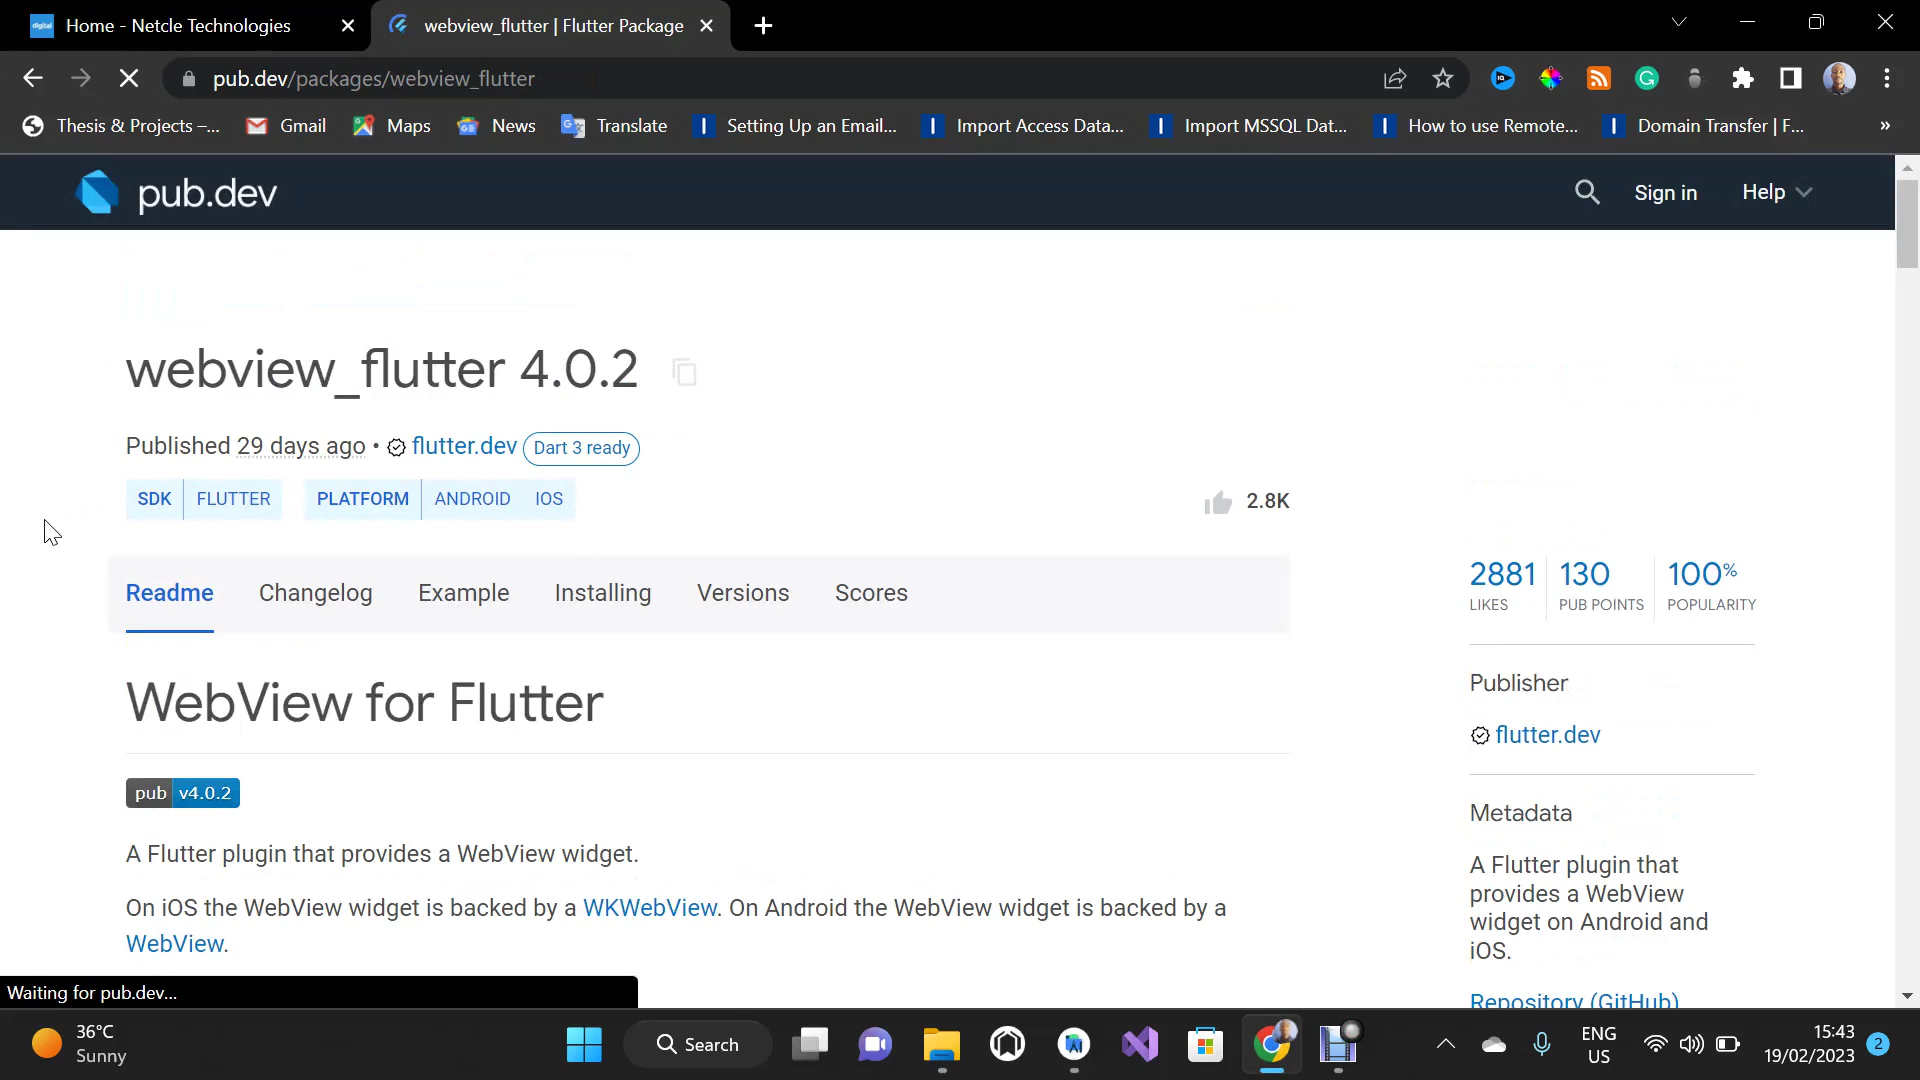 Home - Netcle Technologies
webview_flutter | Flutter Package
pub.dev/packages/webview_flutter
Thesis & Projects –...
Gmail
Maps
News
Translate
Setting Up an Email...
Import Access Data...
Import MSSQL Dat...
How to use Remote...
Domain Transfer | F...
»
pub.dev
Sign in
Help
webview_flutter 4.0.2
Published 29 days ago • flutter.dev Dart 3 ready
SDK FLUTTER PLATFORM ANDROID IOS
2.8K
Readme Changelog Example Installing Versions Scores
WebView for Flutter
pub v4.0.2
A Flutter plugin that provides a WebView widget.
On iOS the WebView widget is backed by a WKWebView. On Android the WebView widget is backed by a
WebView.
2881 130 100%
LIKES PUB POINTS POPULARITY
Publisher
flutter.dev
Metadata
A Flutter plugin that
provides a WebView
widget on Android and
iOS.
Repository (GitHub)
Waiting for pub.dev...
36°C
Sunny
Search
ENG
US
15:43
19/02/2023
2